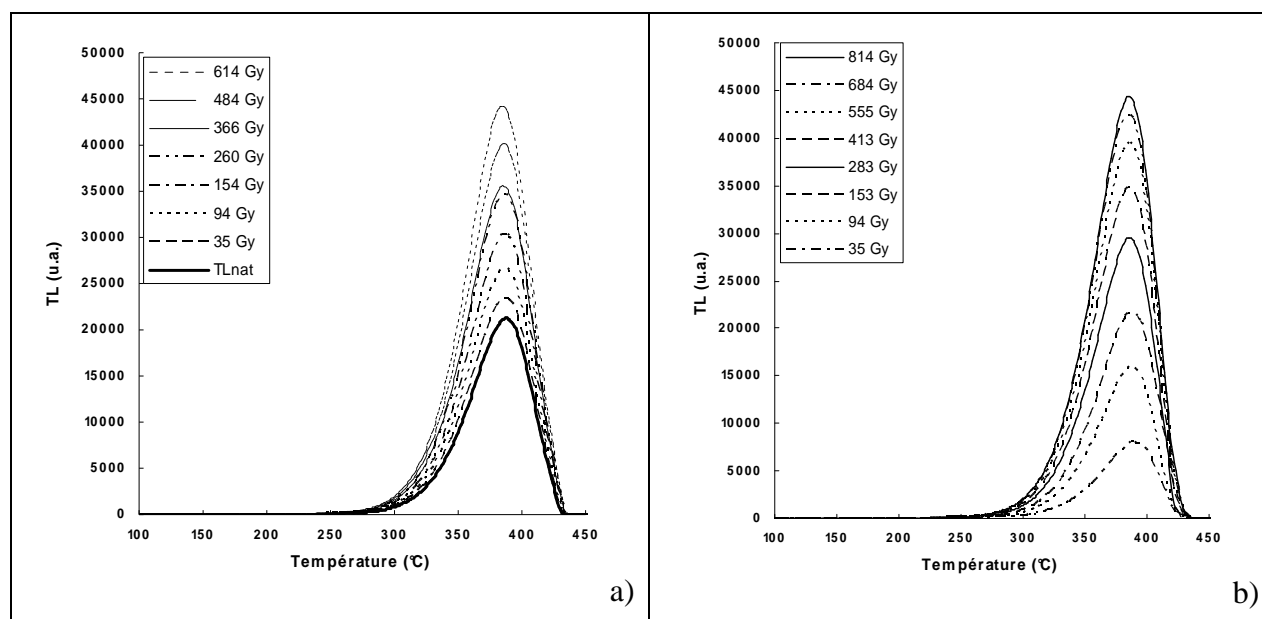 50000
45000
40000
35000
30000
25000
20000
15000
10000
5000
0
TL (u.a.)
614 Gy
484 Gy
366 Gy
260 Gy
154 Gy
94 Gy
35 Gy
TLnat
100 150 200 250 300 350 400 450
Température (°C)
a)
50000
45000
40000
35000
30000
25000
20000
15000
10000
5000
0
TL (u.a.)
814 Gy
684 Gy
555 Gy
413 Gy
283 Gy
153 Gy
94 Gy
35 Gy
100 150 200 250 300 350 400 450
Température (°C)
b)